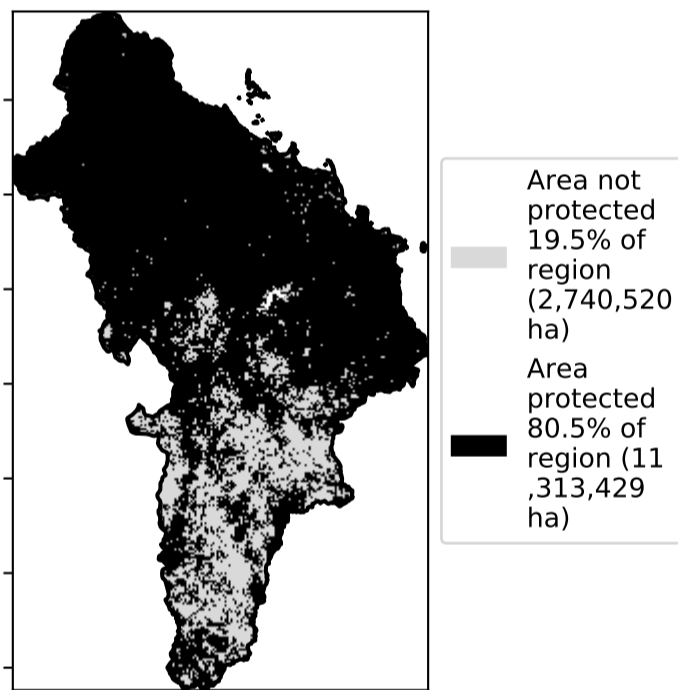 Area not
protected
19.5% of
region
(2,740,520
ha)
Area
protected
80.5% of
region (11
,313,429
ha)